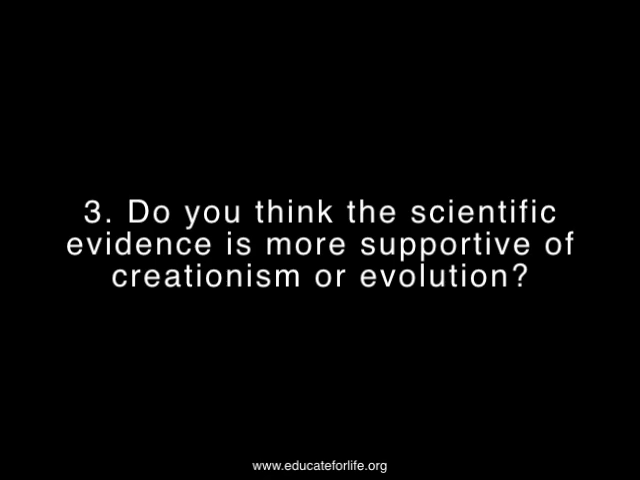 3. Do you think the scientific
evidence is more supportive of
creationism or evolution?
www.educateforlife.org